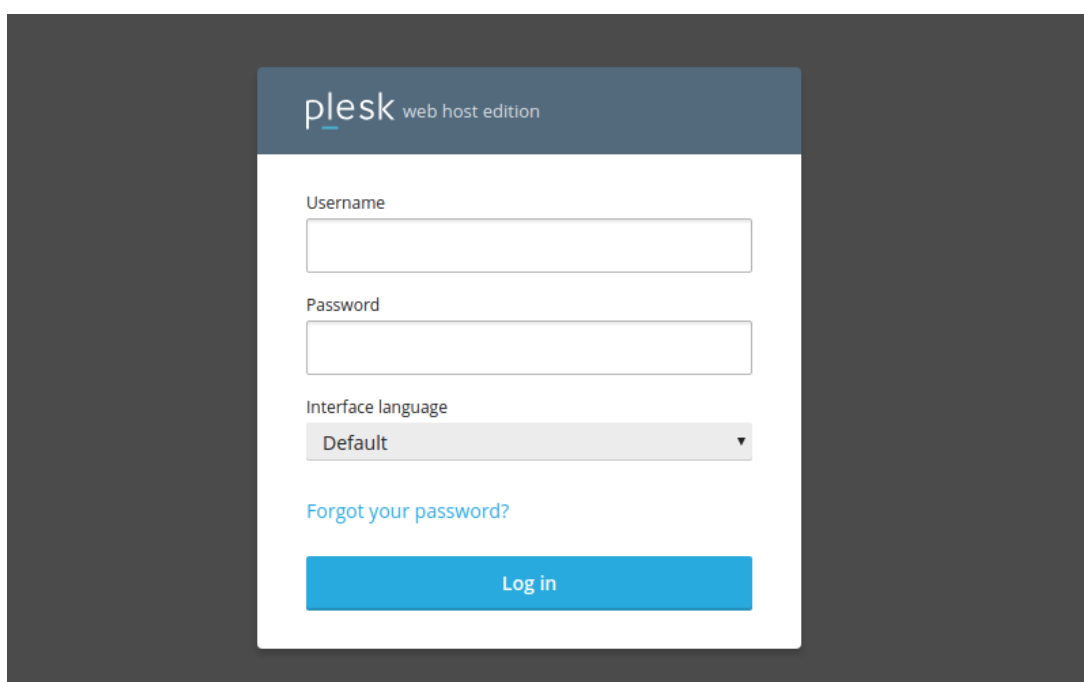 plesk web host edition
Username
Password
Interface language
Default
Forgot your password?
Log in